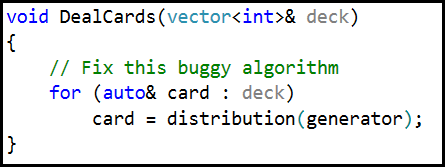 void DealCards(vector<int>& deck)
{
    // Fix this buggy algorithm
    for (auto& card : deck)
        card = distribution(generator);
}